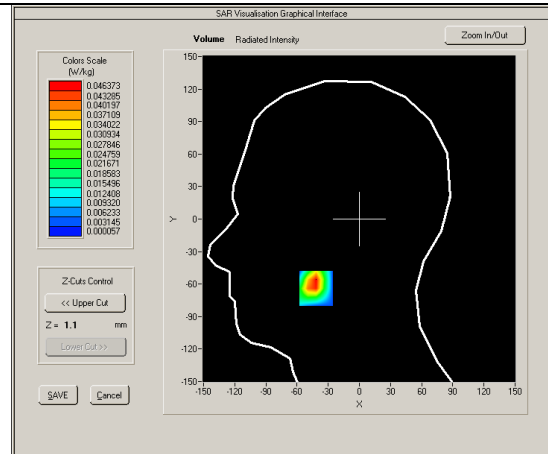 SAR Visualisation Graphical Interface
Volume Radiated Intensity
Zoom In/Out
Colors Scale
(W/kg)
0.046373
0.043285
0.040197
0.037109
0.034022
0.030934
0.027846
0.024759
0.021671
0.018583
0.015496
0.012408
0.009320
0.006233
0.003145
0.000057
Z-Cuts Control
<< Upper Cut
Z = 1.1 mm
Lower Cut >>
SAVE Cancel
150
120
90
60
30
0
-30
-60
-90
-120
-150
Y
-150 -120 -90 -60 -30 0 30 60 90 120 150
X